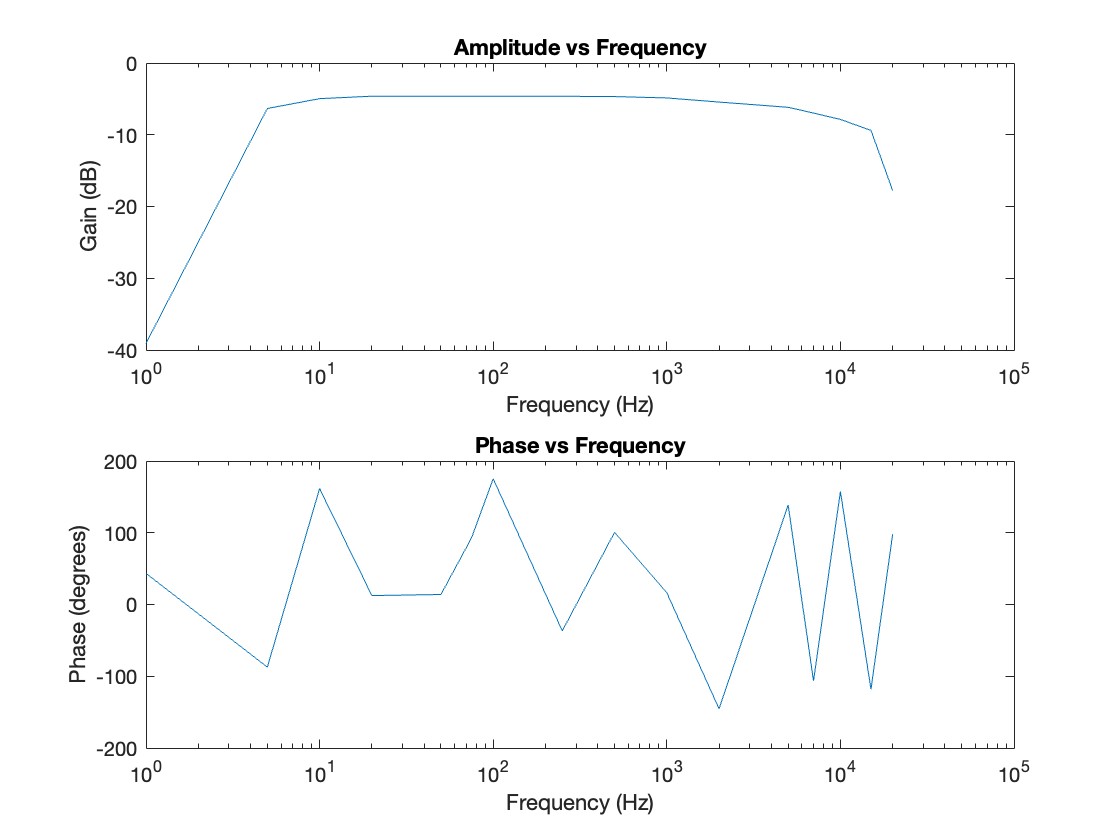 Amplitude vs Frequency
0
-10
-20
-30
-40
Gain (dB)
10^0 10^1 10^2 10^3 10^4 10^5
Frequency (Hz)
Phase vs Frequency
200
100
0
-100
-200
Phase (degrees)
10^0 10^1 10^2 10^3 10^4 10^5
Frequency (Hz)